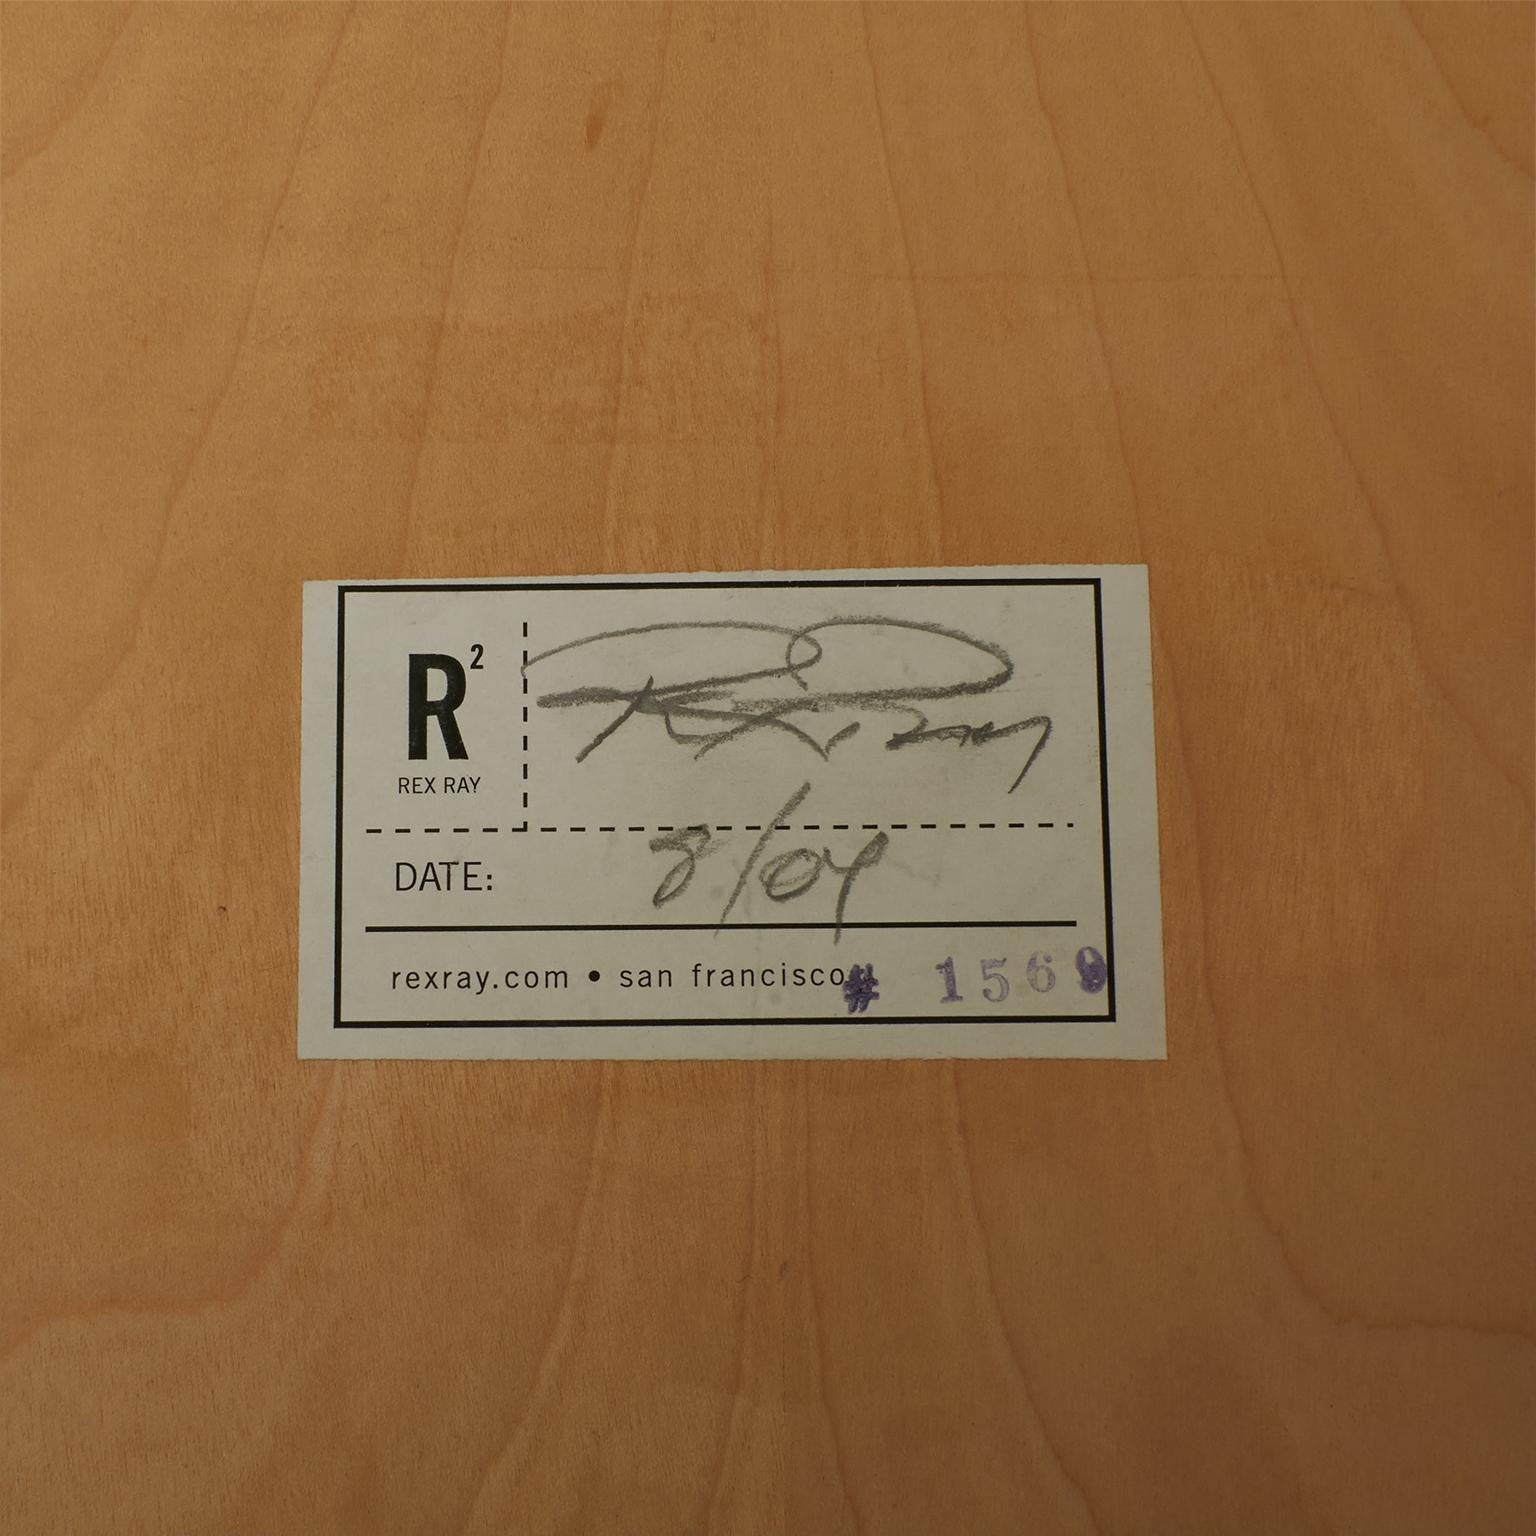 R²
REX RAY
Rex Ray
DATE: 8/04
rexray.com • san francisco # 1569